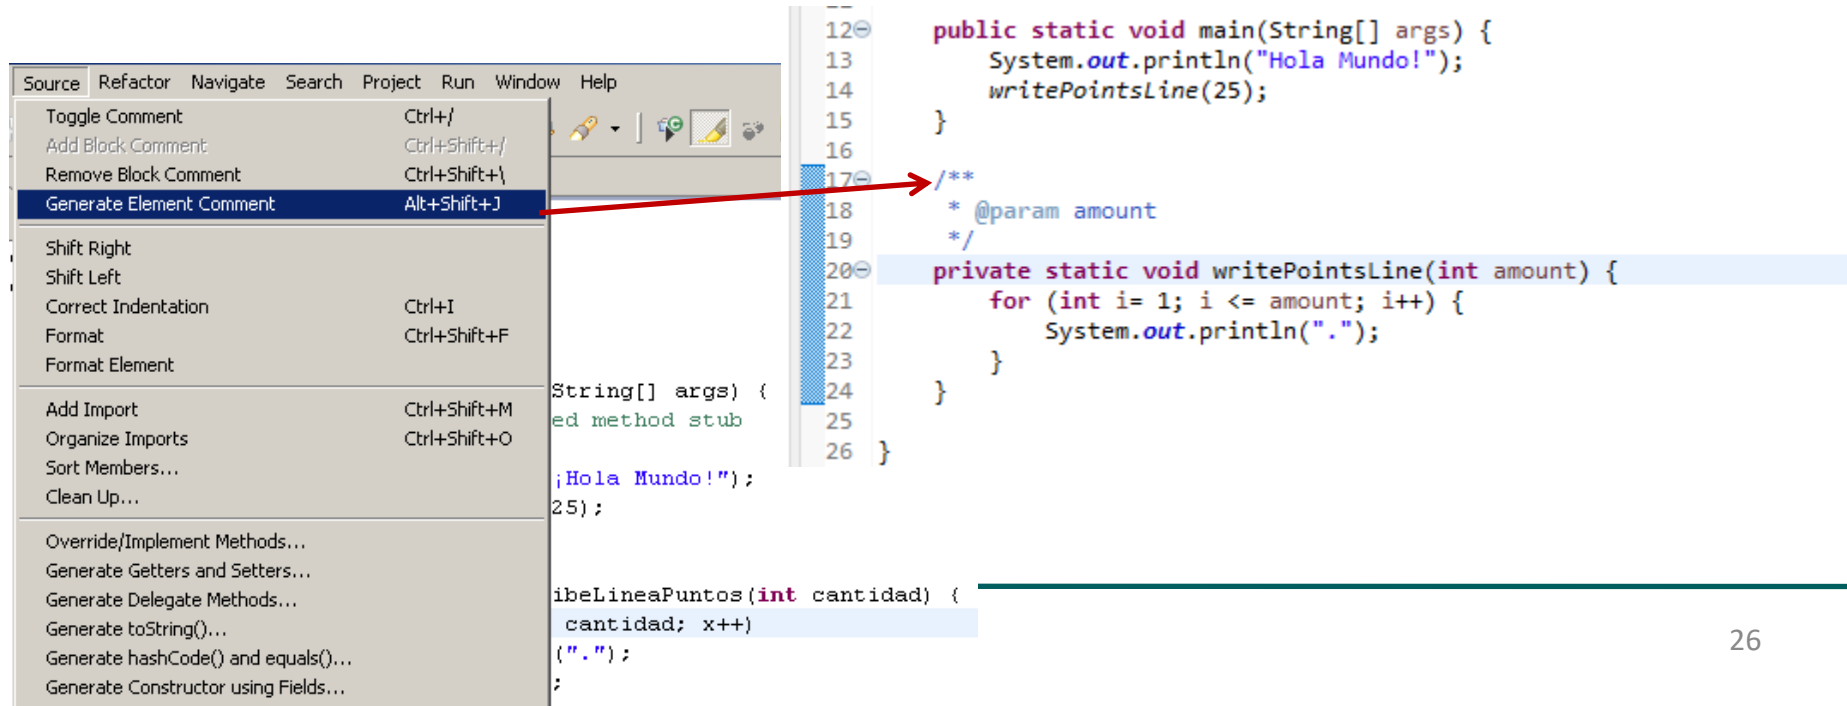 Source Refactor Navigate Search Project Run Window Help
Toggle Comment Ctrl+/
Add Block Comment Ctrl+Shift+/
Remove Block Comment Ctrl+Shift+\
Generate Element Comment Alt+Shift+J
Shift Right
Shift Left
Correct Indentation Ctrl+I
Format Ctrl+Shift+F
Format Element
Add Import Ctrl+Shift+M
Organize Imports Ctrl+Shift+O
Sort Members...
Clean Up...
Override/Implement Methods...
Generate Getters and Setters...
Generate Delegate Methods...
Generate toString()...
Generate hashCode() and equals()...
Generate Constructor using Fields...
String[] args) {
ed method stub
¡Hola Mundo!");
25);
ibeLineaPuntos(int cantidad) {
cantidad; x++)
(".");
;
12 public static void main(String[] args) {
13 System.out.println("Hola Mundo!");
14 writePointsLine(25);
15 }
16
17 /**
18 * @param amount
19 */
20 private static void writePointsLine(int amount) {
21 for (int i= 1; i <= amount; i++) {
22 System.out.println(".");
23 }
24 }
25
26 }
26